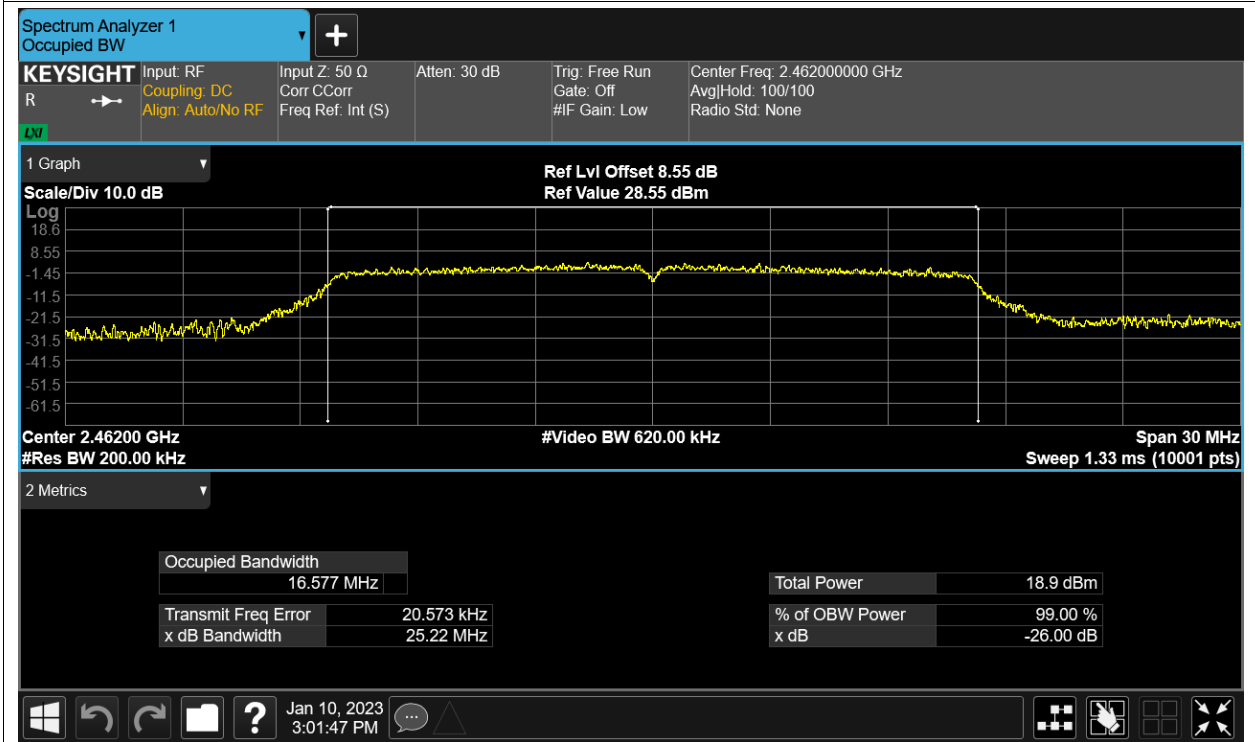 Spectrum Analyzer 1
Occupied BW
KEYSIGHT Input: RF Input Z: 50 Ω Atten: 30 dB Trig: Free Run Center Freq: 2.462000000 GHz
R Coupling: DC Corr CCorr Gate: Off Avg|Hold: 100/100
Align: Auto/No RF Freq Ref: Int (S) #IF Gain: Low Radio Std: None
LXI
1 Graph
Ref Lvl Offset 8.55 dB
Scale/Div 10.0 dB Ref Value 28.55 dBm
Log
18.6
8.55
-1.45
-11.5
-21.5
-31.5
-41.5
-51.5
-61.5
Center 2.46200 GHz #Video BW 620.00 kHz Span 30 MHz
#Res BW 200.00 kHz Sweep 1.33 ms (10001 pts)
2 Metrics
Occupied Bandwidth
16.577 MHz Total Power 18.9 dBm
Transmit Freq Error 20.573 kHz % of OBW Power 99.00 %
x dB Bandwidth 25.22 MHz x dB -26.00 dB
? Jan 10, 2023
3:01:47 PM